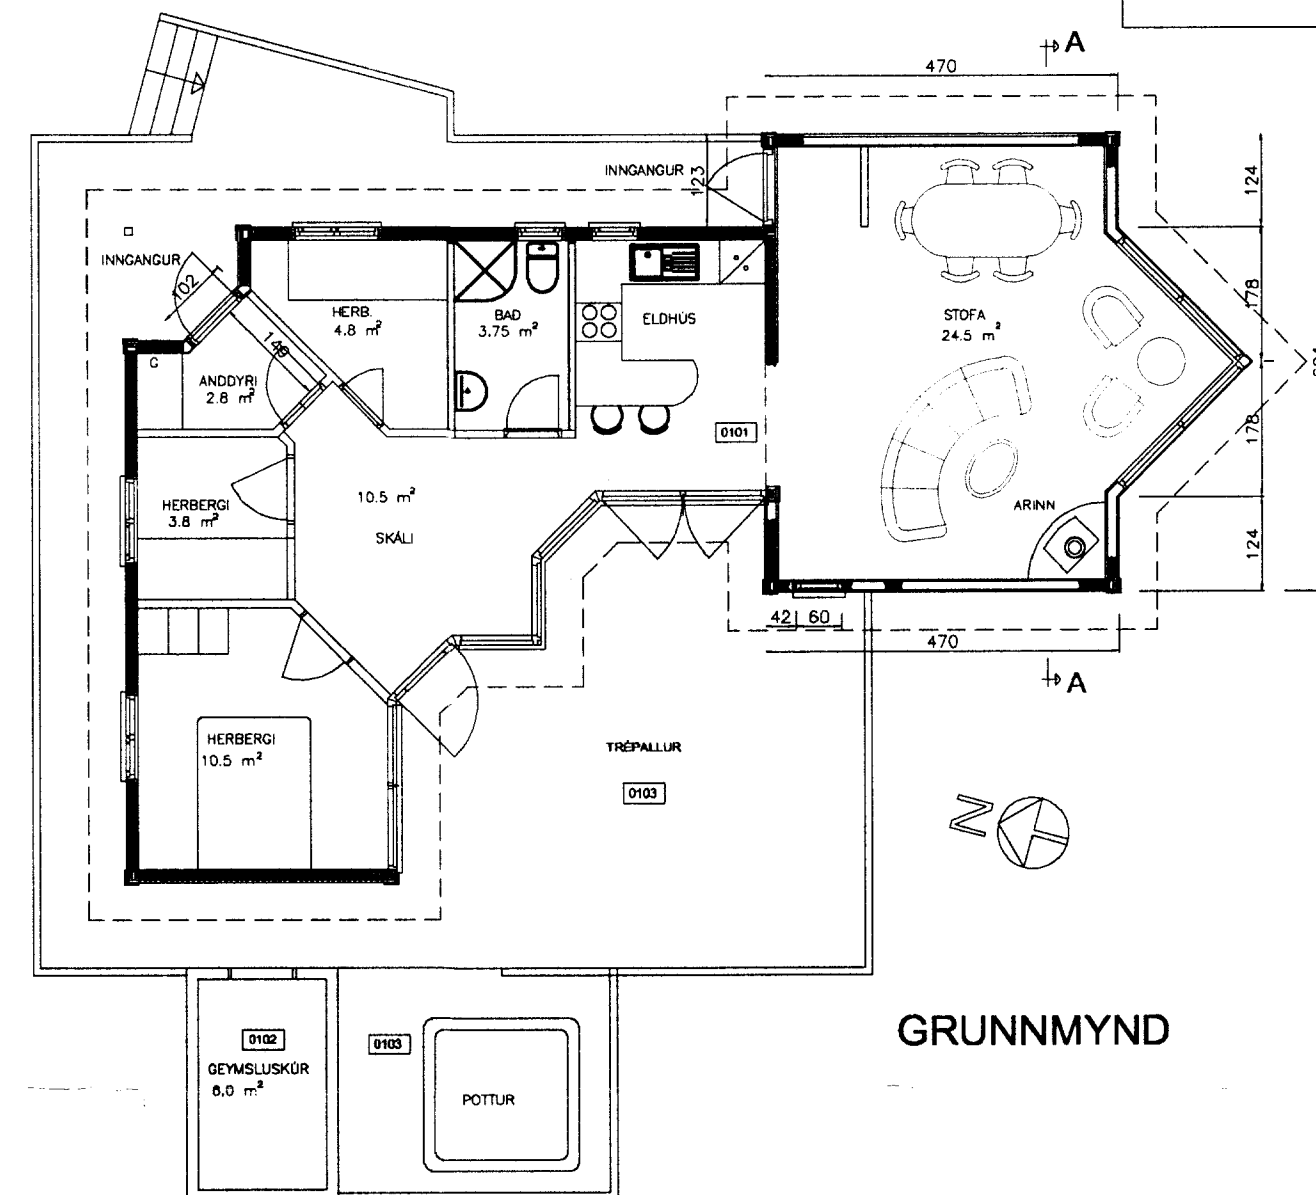 A
470
INNGANGUR
123
124
INNGANGUR
102
HERB.
4.8 m²
BAÐ
3.75 m²
ELDHÚS
STOFA
24.5 m²
178
149
G
ANDDYRI
2.8 m²
0101
178
HERBERGI
3.8 m²
10.5 m²
SKÁLI
ARINN
124
42 60
470
A
HERBERGI
10.5 m²
TRÉPALLUR
0103
N
GRUNNMYND
0102
GEYMSLUSKÚR
6,0 m²
0103
POTTUR